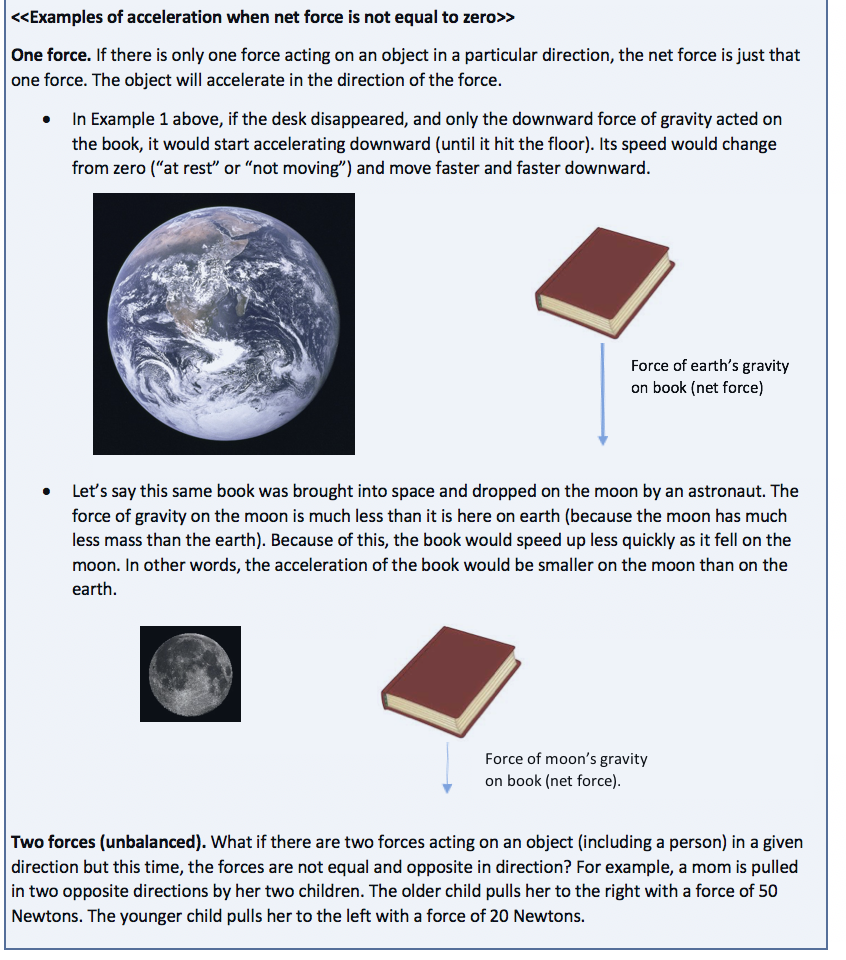 <<Examples of acceleration when net force is not equal to zero>>
One force. If there is only one force acting on an object in a particular direction, the net force is just that
one force. The object will accelerate in the direction of the force.
• In Example 1 above, if the desk disappeared, and only the downward force of gravity acted on
the book, it would start accelerating downward (until it hit the floor). Its speed would change
from zero (“at rest” or “not moving”) and move faster and faster downward.
Force of earth’s gravity
on book (net force)
• Let’s say this same book was brought into space and dropped on the moon by an astronaut. The
force of gravity on the moon is much less than it is here on earth (because the moon has much
less mass than the earth). Because of this, the book would speed up less quickly as it fell on the
moon. In other words, the acceleration of the book would be smaller on the moon than on the
earth.
Force of moon’s gravity
on book (net force).
Two forces (unbalanced). What if there are two forces acting on an object (including a person) in a given
direction but this time, the forces are not equal and opposite in direction? For example, a mom is pulled
in two opposite directions by her two children. The older child pulls her to the right with a force of 50
Newtons. The younger child pulls her to the left with a force of 20 Newtons.